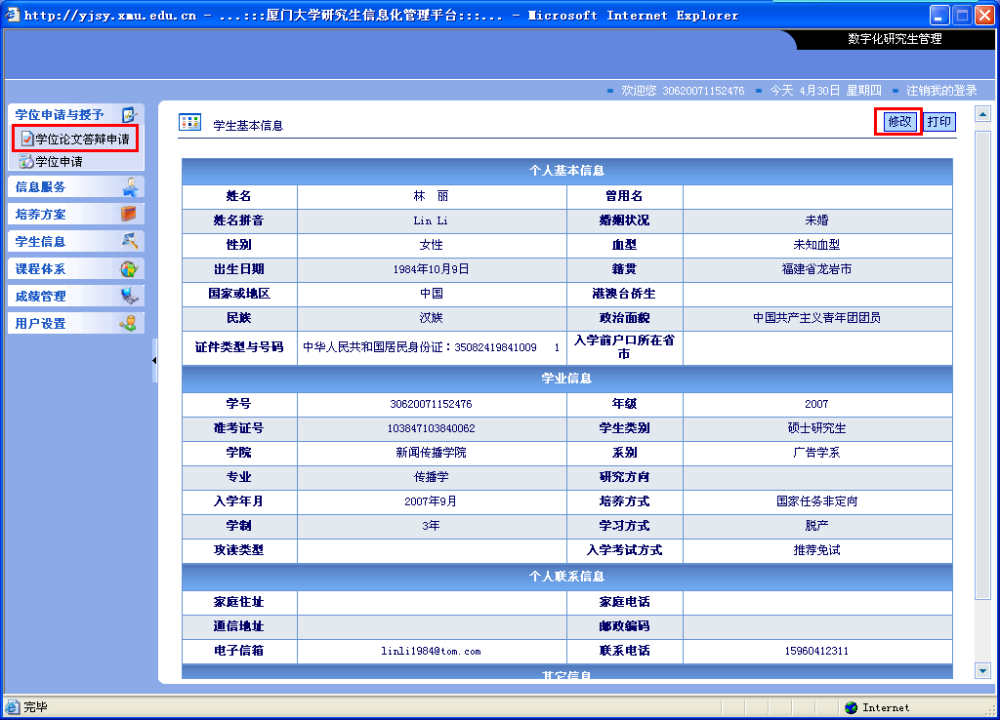 http://yjsy.xmu.edu.cn - ...:::厦门大学研究生信息化管理平台:::... - Microsoft Internet Explorer
数字化研究生管理
欢迎您 30620071152476 今天 4月30日 星期四 注销我的登录
学位申请与授予
学位论文答辩申请
学位申请
信息服务
培养方案
学生信息
课程体系
成绩管理
用户设置
学生基本信息 修改 打印
个人基本信息
姓名 林 丽 曾用名
姓名拼音 Lin Li 婚姻状况 未婚
性别 女性 血型 未知血型
出生日期 1984年10月9日 籍贯 福建省龙岩市
国家或地区 中国 港澳台侨生
民族 汉族 政治面貌 中国共产主义青年团团员
证件类型与号码 中华人民共和国居民身份证：35082419841009 1 入学前户口所在省
市
学业信息
学号 30620071152476 年级 2007
准考证号 103847103840062 学生类别 硕士研究生
学院 新闻传播学院 系别 广告学系
专业 传播学 研究方向
入学年月 2007年9月 培养方式 国家任务非定向
学制 3年 学习方式 脱产
攻读类型 入学考试方式 推荐免试
个人联系信息
家庭住址 家庭电话
通信地址 邮政编码
电子信箱 linli1984@tom.com 联系电话 15960412311
其它信息
完毕 Internet